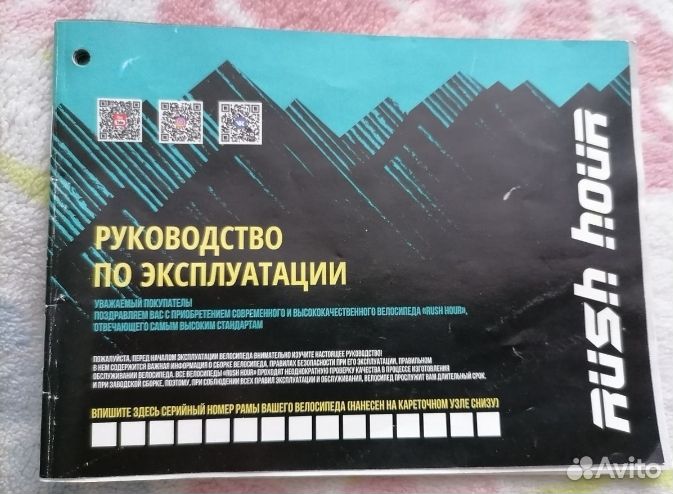 РУКОВОДСТВО
ПО ЭКСПЛУАТАЦИИ
УВАЖАЕМЫЙ ПОКУПАТЕЛЬ!
ПОЗДРАВЛЯЕМ ВАС С ПРИОБРЕТЕНИЕМ СОВРЕМЕННОГО И ВЫСОКОКАЧЕСТВЕННОГО ВЕЛОСИПЕДА «RUSH HOUR»,
ОТВЕЧАЮЩЕГО САМЫМ ВЫСОКИМ СТАНДАРТАМ
ПОЖАЛУЙСТА, ПЕРЕД НАЧАЛОМ ЭКСПЛУАТАЦИИ ВЕЛОСИПЕДА ВНИМАТЕЛЬНО ИЗУЧИТЕ НАСТОЯЩЕЕ РУКОВОДСТВО!
В НЕМ СОДЕРЖИТСЯ ВАЖНАЯ ИНФОРМАЦИЯ О СБОРКЕ ВЕЛОСИПЕДА, ПРАВИЛАХ БЕЗОПАСНОСТИ ПРИ ЕГО ЭКСПЛУАТАЦИИ, ПРАВИЛЬНОМ
ОБСЛУЖИВАНИИ ВЕЛОСИПЕДА. ВСЕ ВЕЛОСИПЕДЫ «RUSH HOUR» ПРОХОДЯТ НЕОДНОКРАТНУЮ ПРОВЕРКУ КАЧЕСТВА В ПРОЦЕССЕ ИЗГОТОВЛЕНИЯ
И ПРИ ЗАВОДСКОЙ СБОРКЕ, ПОЭТОМУ, ПРИ СОБЛЮДЕНИИ ВСЕХ ПРАВИЛ ЭКСПЛУАТАЦИИ И ОБСЛУЖИВАНИЯ, ВЕЛОСИПЕД ПРОСЛУЖИТ ВАМ ДЛИТЕЛЬНЫЙ СРОК.
ВПИШИТЕ ЗДЕСЬ СЕРИЙНЫЙ НОМЕР РАМЫ ВАШЕГО ВЕЛОСИПЕДА (НАНЕСЕН НА КАРЕТОЧНОМ УЗЛЕ СНИЗУ)
RUSH HOUR
Avito